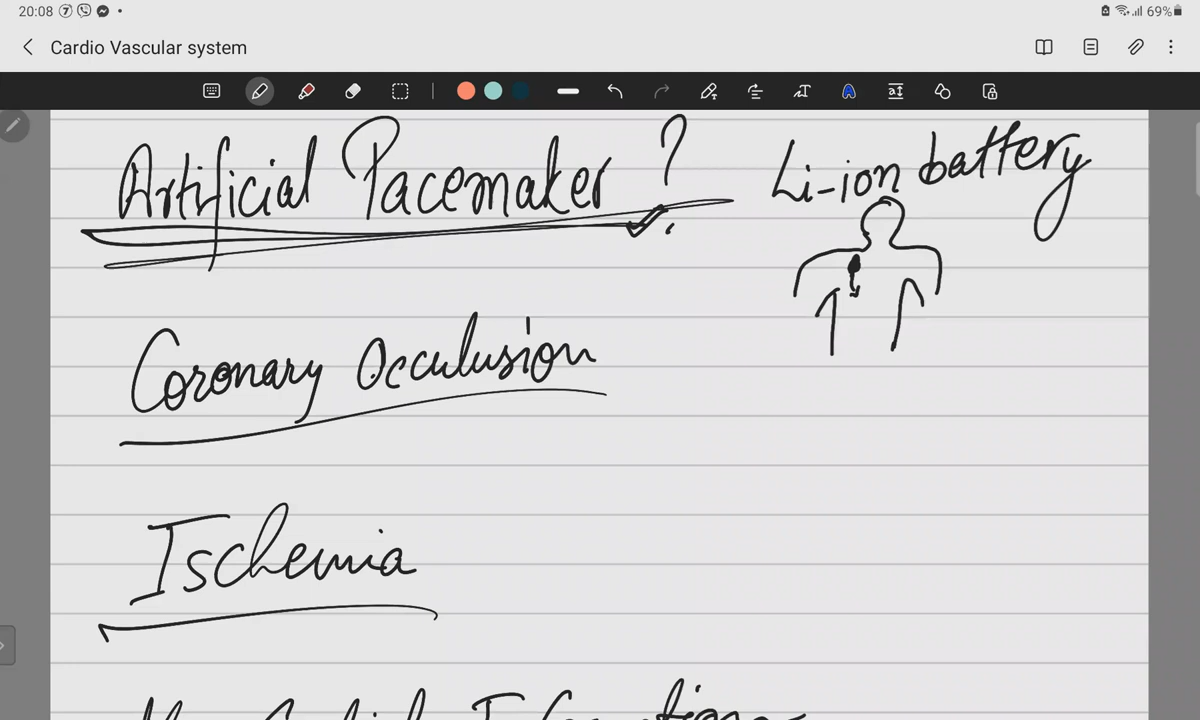 20:08 69%
Cardio Vascular system
Artificial Pacemaker ?
Li-ion battery
Coronary Occulusion
Ischemia